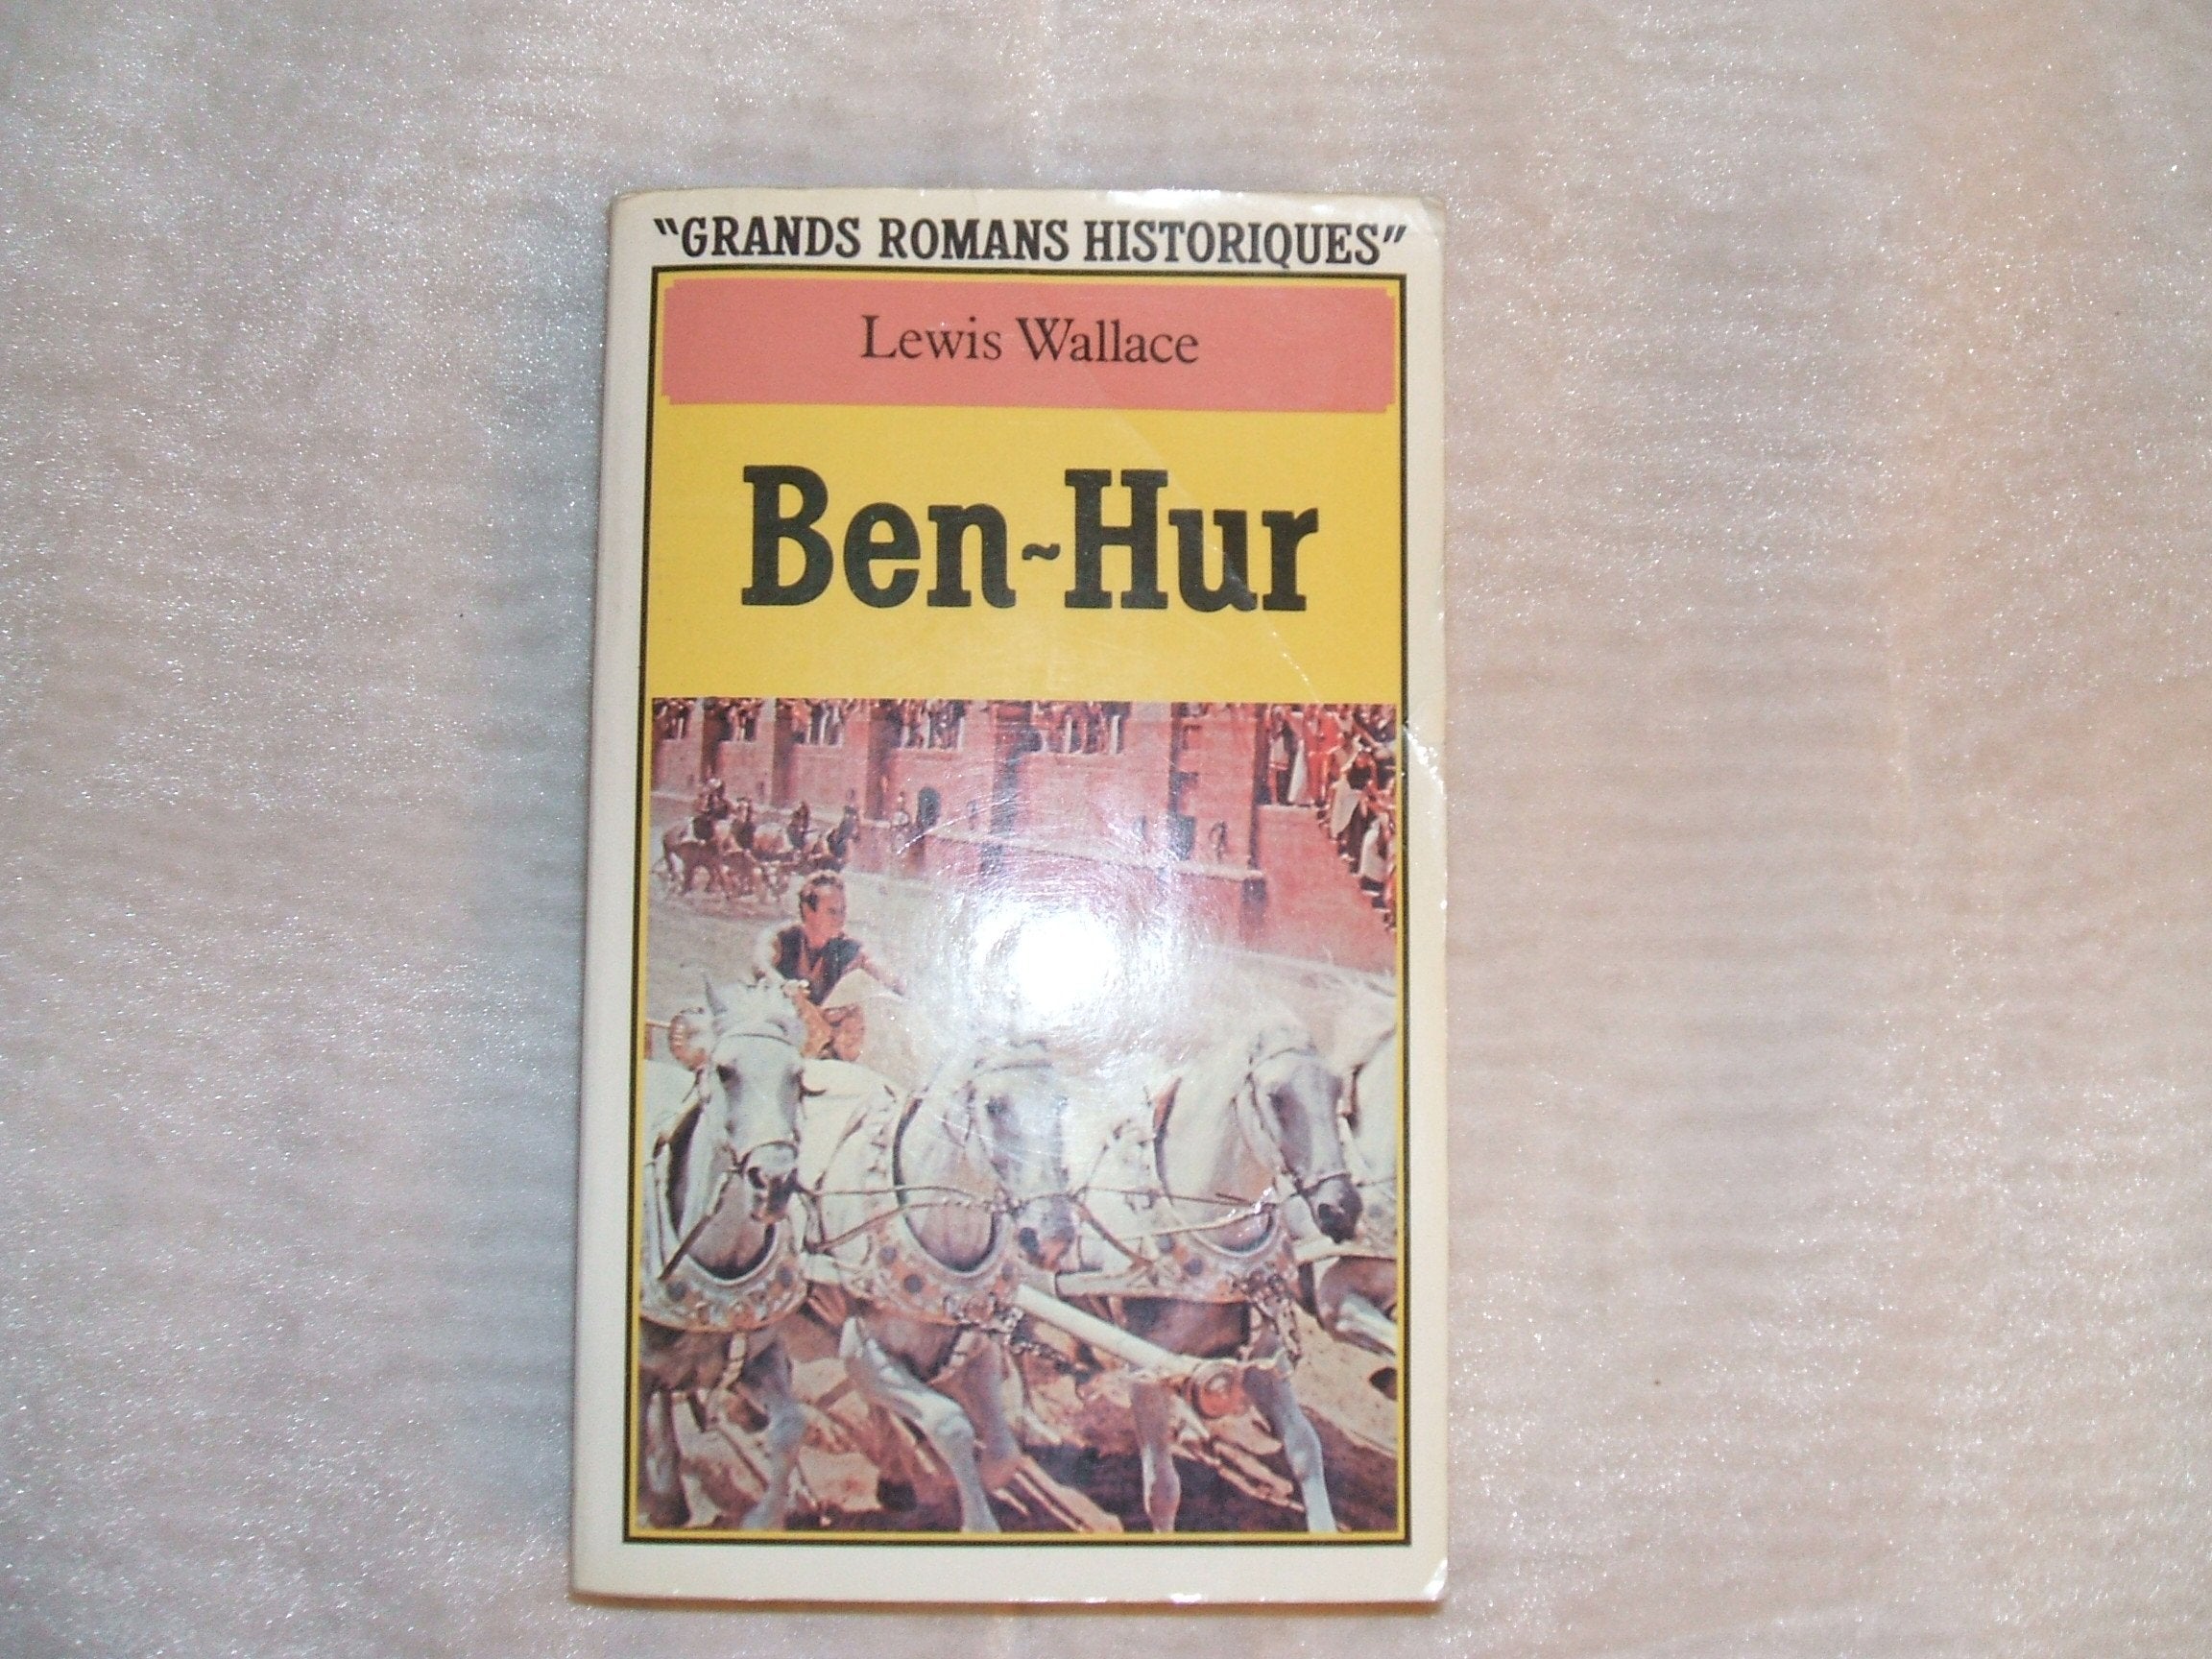 "GRANDS ROMANS HISTORIQUES"
Lewis Wallace
Ben~Hur